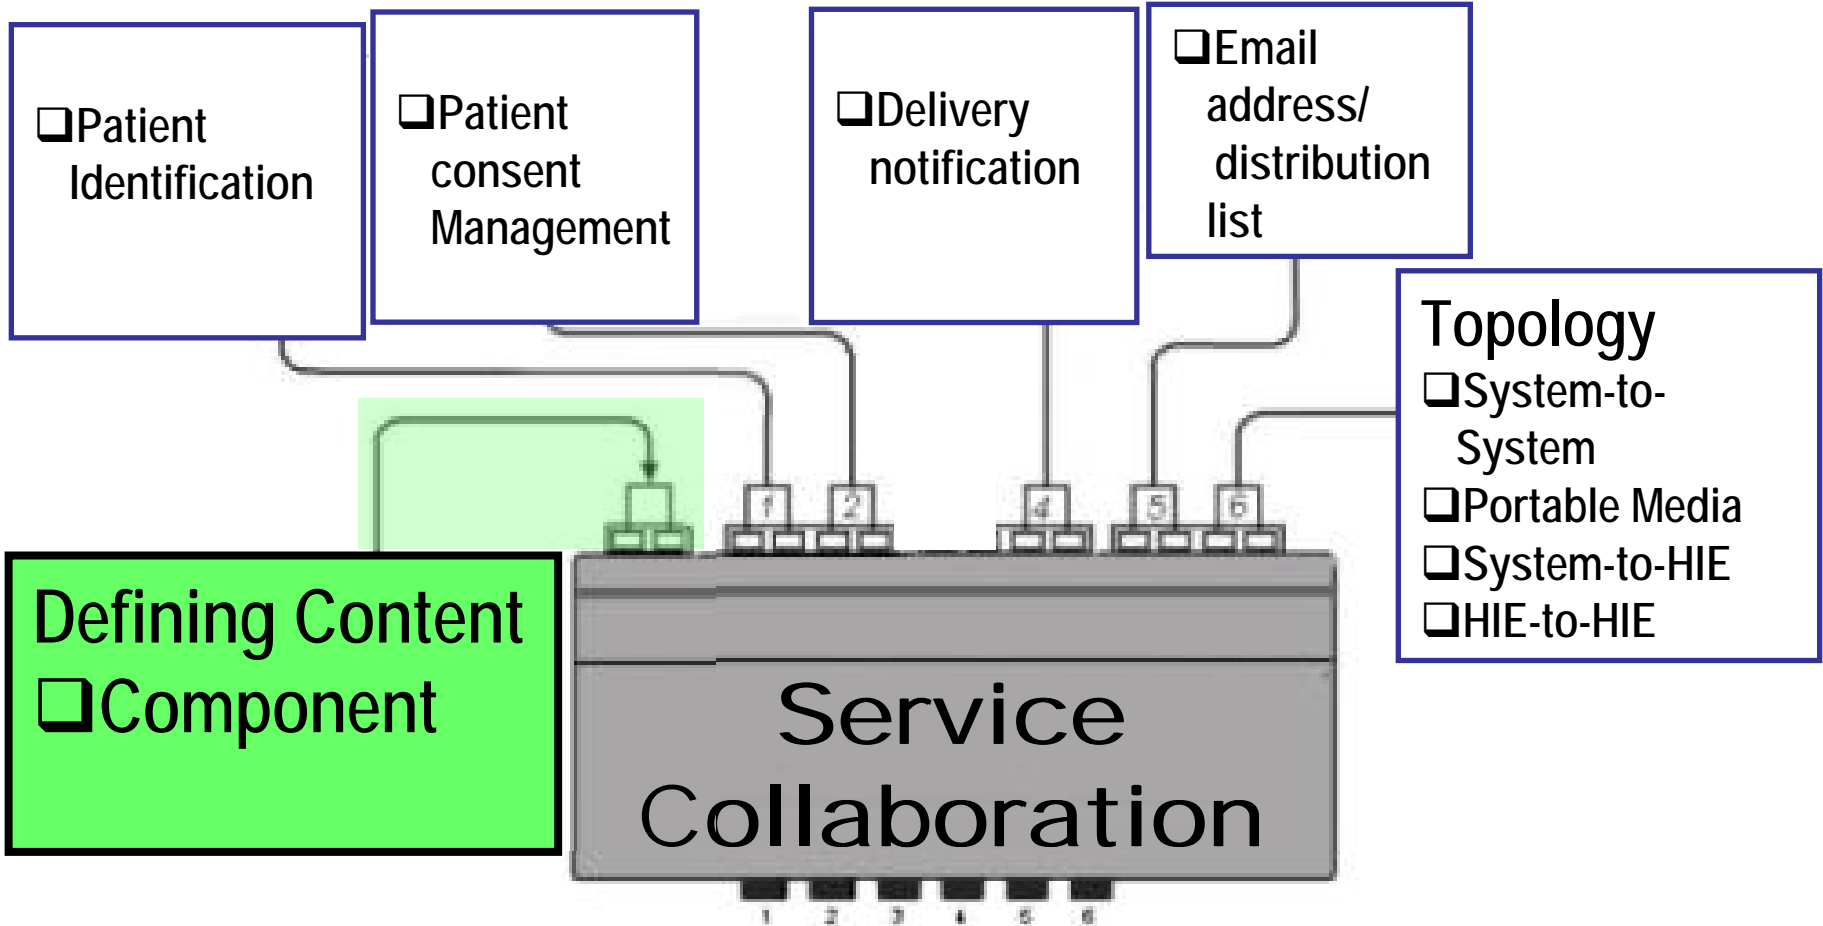 ❑Patient
Identification
❑Patient
consent
Management
❑Delivery
notification
❑Email
address/
distribution
list
Topology
❑System-to-
System
❑Portable Media
❑System-to-HIE
❑HIE-to-HIE
1 2 4 5 6
Defining Content
❑Component
Service
Collaboration
1 2 3 4 5 6